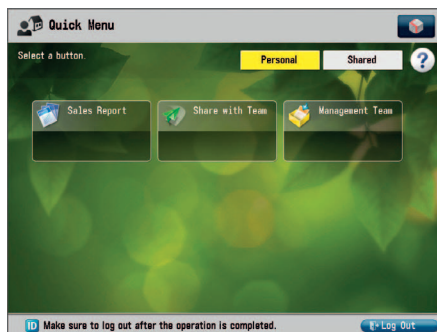 Quick Menu
Select a button.
Personal Shared ?
Sales Report Share with Team Management Team
ID Make sure to log out after the operation is completed. Log Out